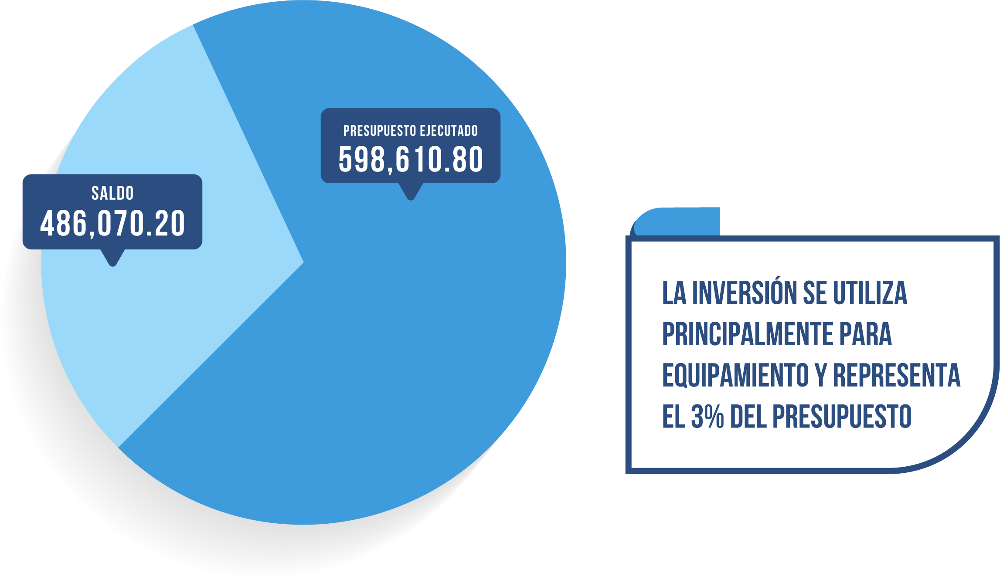 PRESUPUESTO EJECUTADO
598,610.80
SALDO
486,070.20
LA INVERSIÓN SE UTILIZA
PRINCIPALMENTE PARA
EQUIPAMIENTO Y REPRESENTA
EL 3% DEL PRESUPUESTO